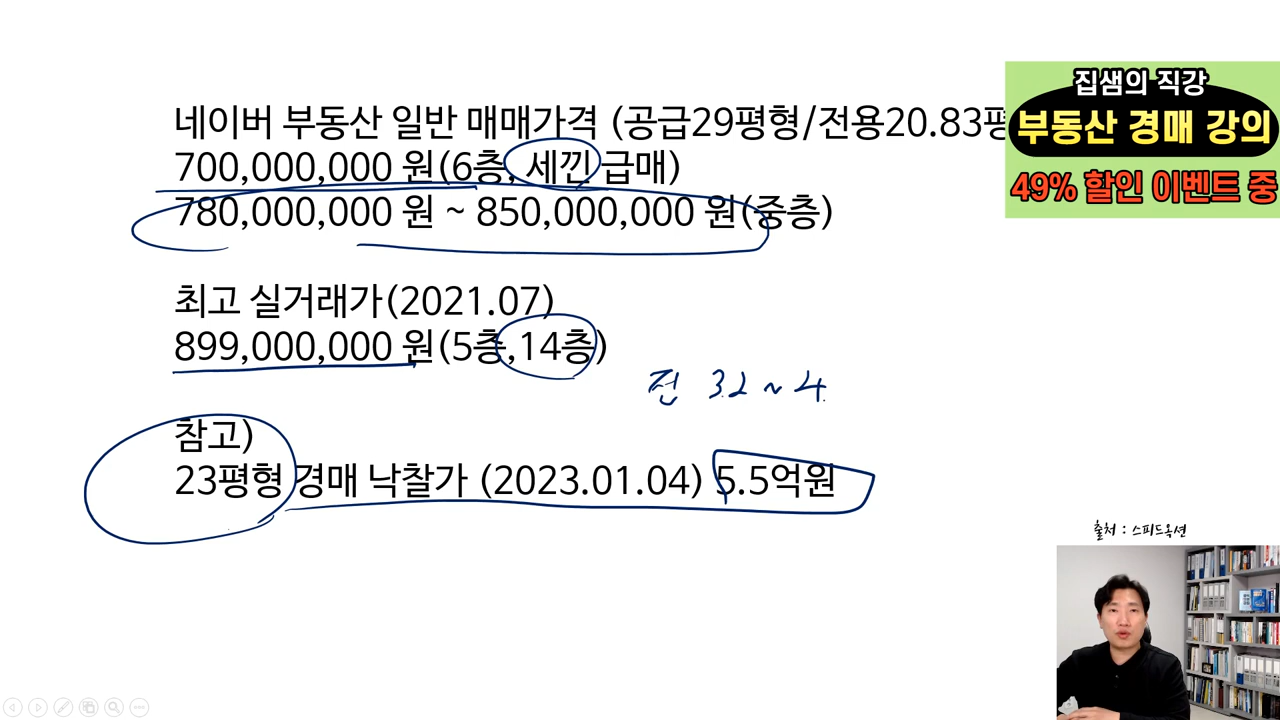 네이버 부동산 일반 매매가격 (공급29평형/전용20.83평
700,000,000 원(6층, 세낀 급매)
780,000,000 원 ~ 850,000,000 원(중층)
최고 실거래가(2021.07)
899,000,000 원(5층,14층)
전 3.2 ~ 4.
참고)
23평형 경매 낙찰가 (2023.01.04) 5.5억원
집샘의 직강
부동산 경매 강의
49% 할인 이벤트 중
출처 : 스피드옥션